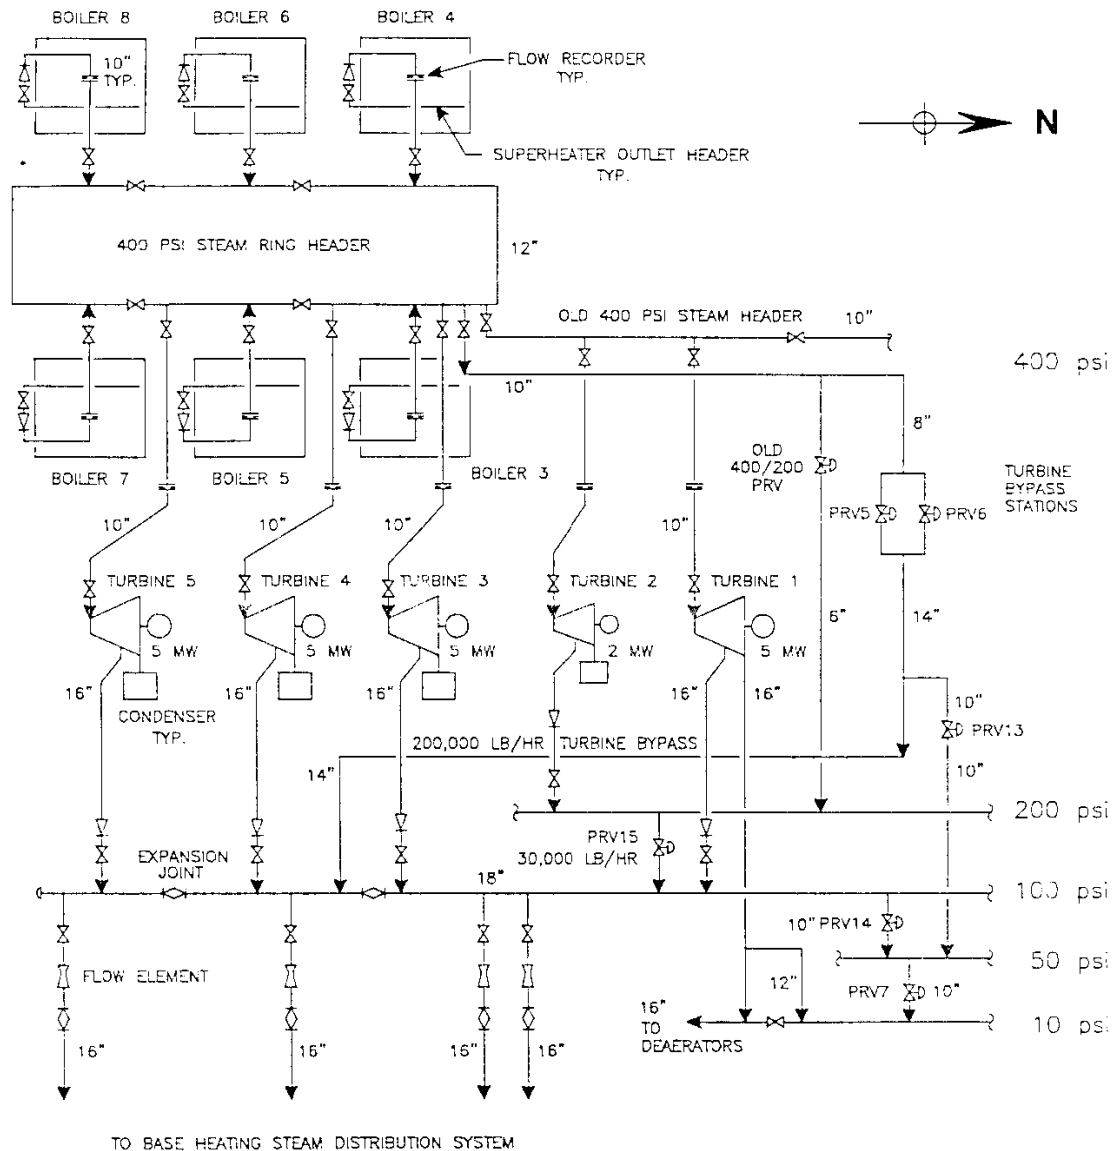 BOILER 8
BOILER 6
BOILER 4
10"
TYP.
FLOW RECORDER
TYP.
N
SUPERHEATER OUTLET HEADER
TYP.
400 PSI STEAM RING HEADER
12"
OLD 400 PSI STEAM HEADER
10"
400 psi
10"
8"
BOILER 7
BOILER 5
BOILER 3
OLD
400/200
PRV
TURBINE
BYPASS
STATIONS
PRV5
PRV6
10"
10"
10"
10"
TURBINE 5
TURBINE 4
TURBINE 3
TURBINE 2
TURBINE 1
6"
14"
5 MW
5 MW
5 MW
2 MW
5 MW
16"
16"
16"
16"
16"
10"
CONDENSER
TYP.
PRV13
200,000 LB/HR TURBINE BYPASS
14"
10"
200 psi
PRV15
30,000 LB/HR
EXPANSION
JOINT
18"
100 psi
10" PRV14
50 psi
FLOW ELEMENT
12"
PRV7
10"
16"
TO
DEAERATORS
10 psi
16"
16"
16"
16"
TO BASE HEATING STEAM DISTRIBUTION SYSTEM